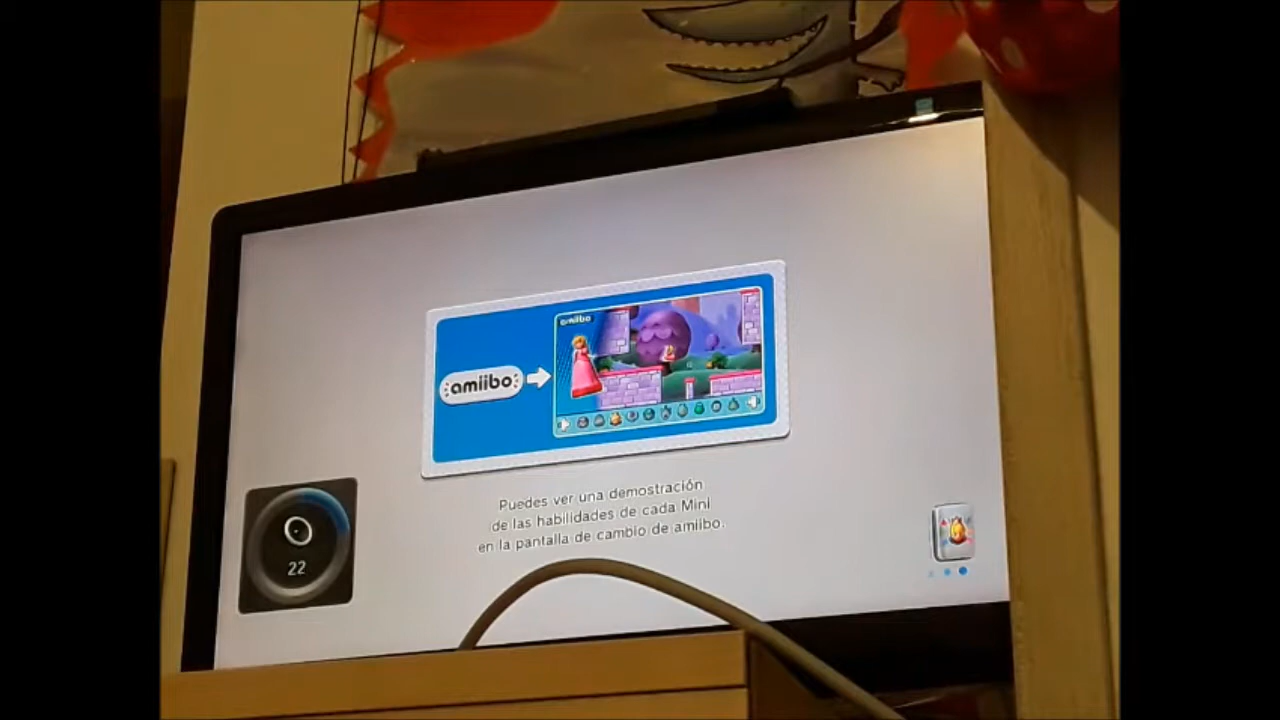 amiibo
amiibo
Puedes ver una demostración
de las habilidades de cada Mini
en la pantalla de cambio de amiibo.
22